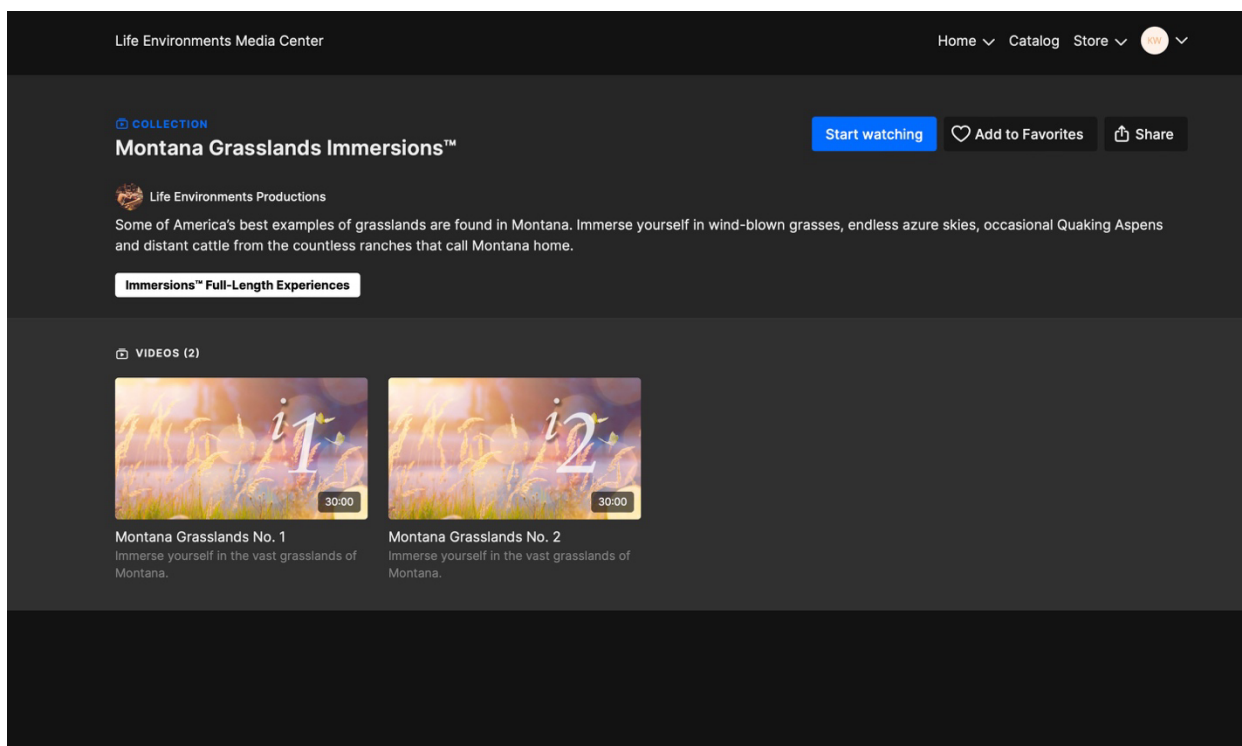 Life Environments Media Center
Home Catalog Store KW
COLLECTION
Montana Grasslands Immersions™
Start watching Add to Favorites Share
Life Environments Productions
Some of America's best examples of grasslands are found in Montana. Immerse yourself in wind-blown grasses, endless azure skies, occasional Quaking Aspens
and distant cattle from the countless ranches that call Montana home.
Immersions™ Full-Length Experiences
VIDEOS (2)
i1
30:00
i2
30:00
Montana Grasslands No. 1
Immerse yourself in the vast grasslands of
Montana.
Montana Grasslands No. 2
Immerse yourself in the vast grasslands of
Montana.